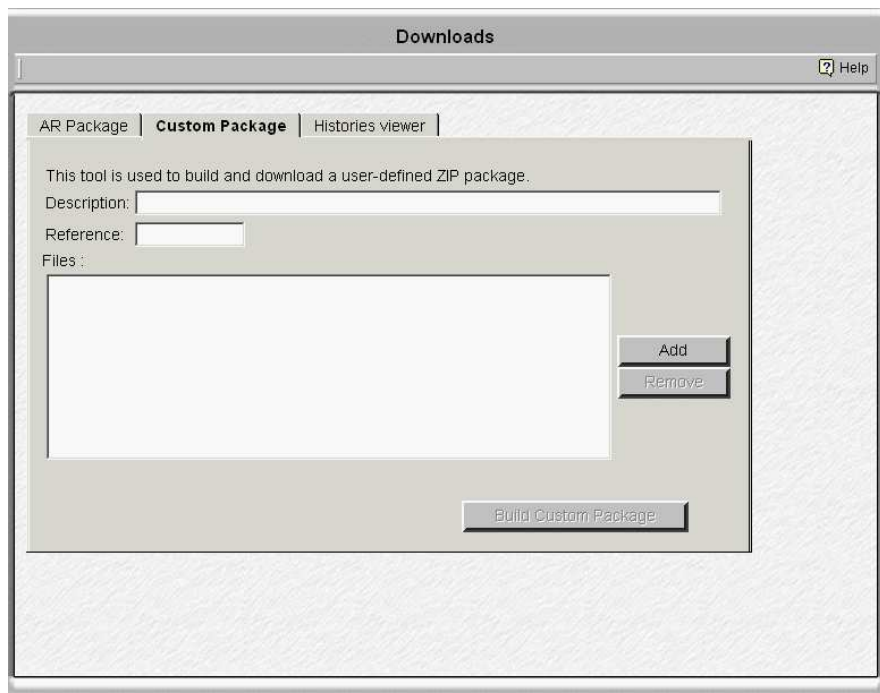 Downloads
Help
AR Package
Custom Package
Histories viewer
This tool is used to build and download a user-defined ZIP package.
Description:
Reference:
Files :
Add
Remove
Build Custom Package